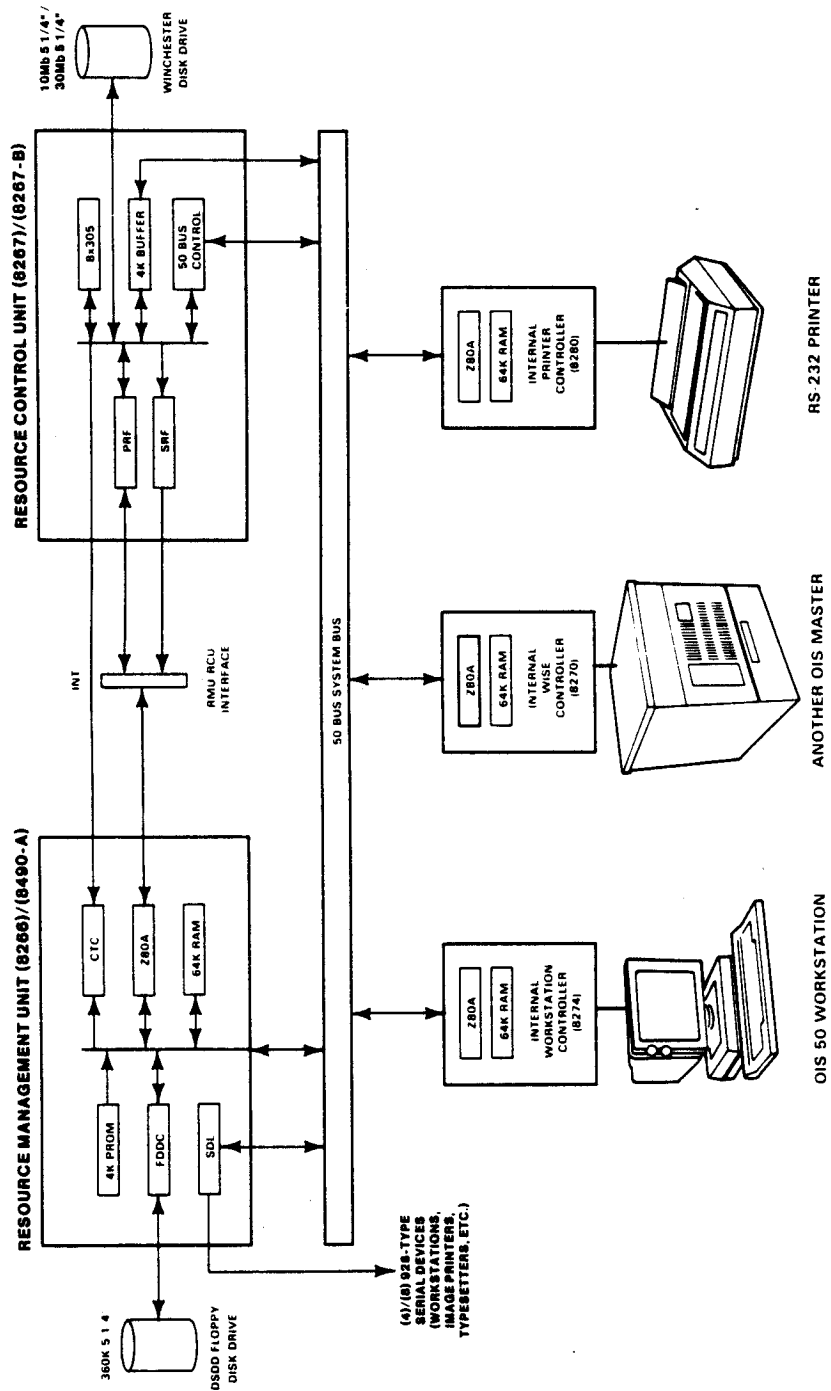 RESOURCE MANAGEMENT UNIT (8266)/(8490-A)
360K 5 1 4
DSDD FLOPPY
DISK DRIVE
4K PROM
FDDC
SDL
CTC
Z80A
64K RAM
(4)/(8) 928-TYPE
SERIAL DEVICES
(WORKSTATIONS,
IMAGE PRINTERS,
TYPESETTERS, ETC.)
INT
RMU RCU
INTERFACE
RESOURCE CONTROL UNIT (8267)/(8267-B)
PRF
SRF
8x305
4K BUFFER
50 BUS
CONTROL
10Mb 5 1/4"/
30Mb 5 1/4"
WINCHESTER
DISK DRIVE
50 BUS SYSTEM BUS
Z80A
64K RAM
INTERNAL
WORKSTATION
CONTROLLER
(8274)
OIS 50 WORKSTATION
Z80A
64K RAM
INTERNAL
WISE
CONTROLLER
(8270)
ANOTHER OIS MASTER
Z80A
64K RAM
INTERNAL
PRINTER
CONTROLLER
(8280)
RS-232 PRINTER